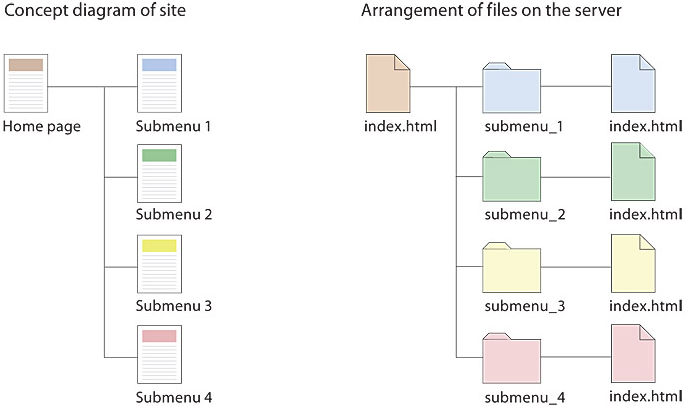 Concept diagram of site
Arrangement of files on the server
Home page
Submenu 1
index.html
submenu_1
index.html
Submenu 2
submenu_2
index.html
Submenu 3
submenu_3
index.html
Submenu 4
submenu_4
index.html